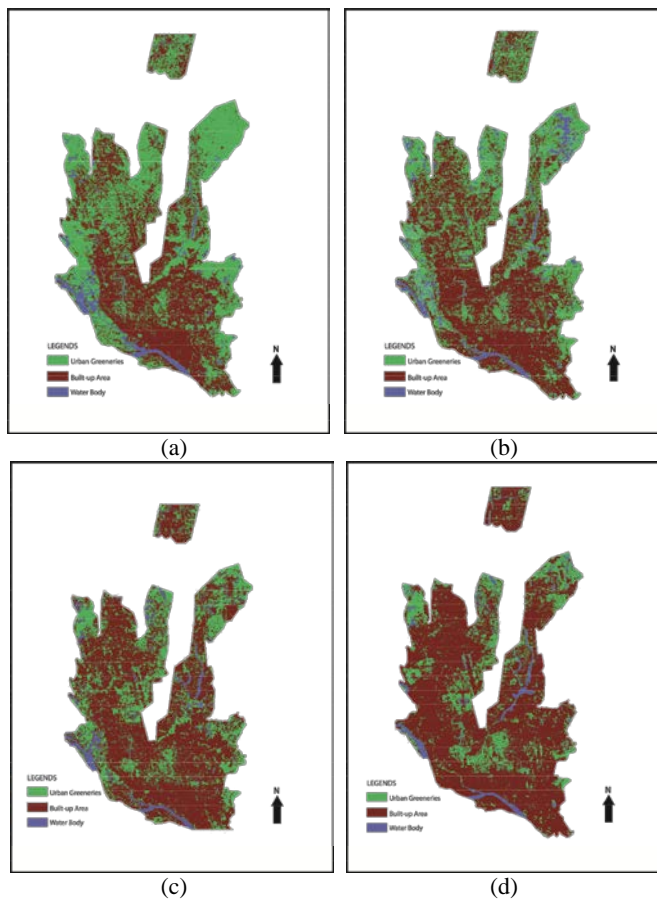 LEGENDS
Urban Greeneries
Built-up Area
Water Body
N
(a)
LEGENDS
Urban Greeneries
Built-up Area
Water Body
N
(b)
LEGENDS
Urban Greeneries
Built-up Area
Water Body
N
(c)
LEGENDS
Urban Greeneries
Built-up Area
Water Body
N
(d)